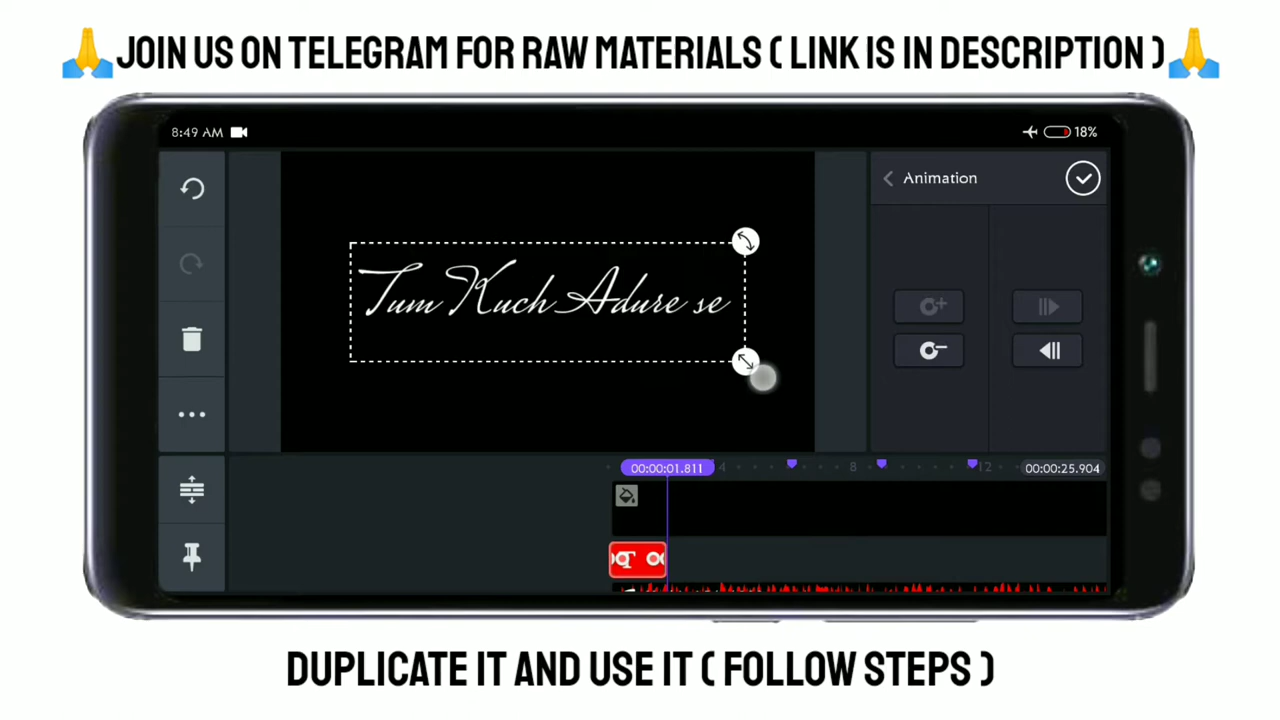 🙏JOIN US ON TELEGRAM FOR RAW MATERIALS ( LINK IS IN DESCRIPTION )🙏
8:49 AM
18%
Animation
Tum Kuch Adure se
00:00:01.811
4
8
12
00:00:25.904
T
DUPLICATE IT AND USE IT ( FOLLOW STEPS )